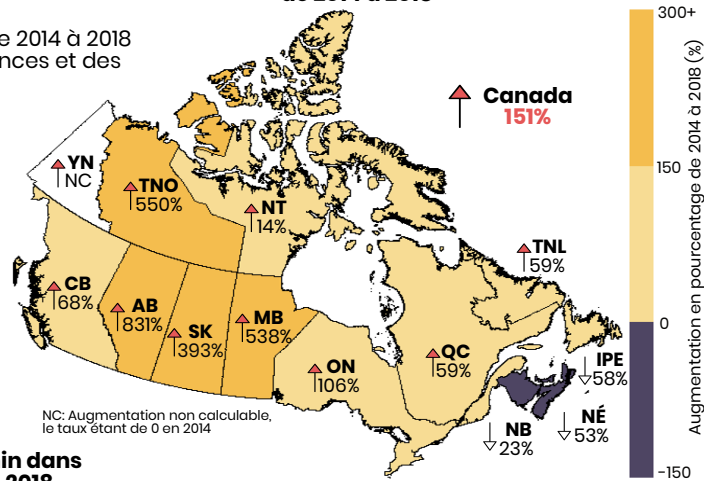 e 2014 à 2018
nces et des
Canada
151%
YN
NC
TNO
550%
NT
14%
TNL
59%
CB
68%
AB
831%
SK
393%
MB
538%
ON
106%
QC
59%
IPE
58%
NB
23%
NÉ
53%
NC: Augmentation non calculable,
le taux étant de 0 en 2014
in dans
2018
300+
150
0
-150
Augmentation en pourcentage de 2014 à 2018 (%)